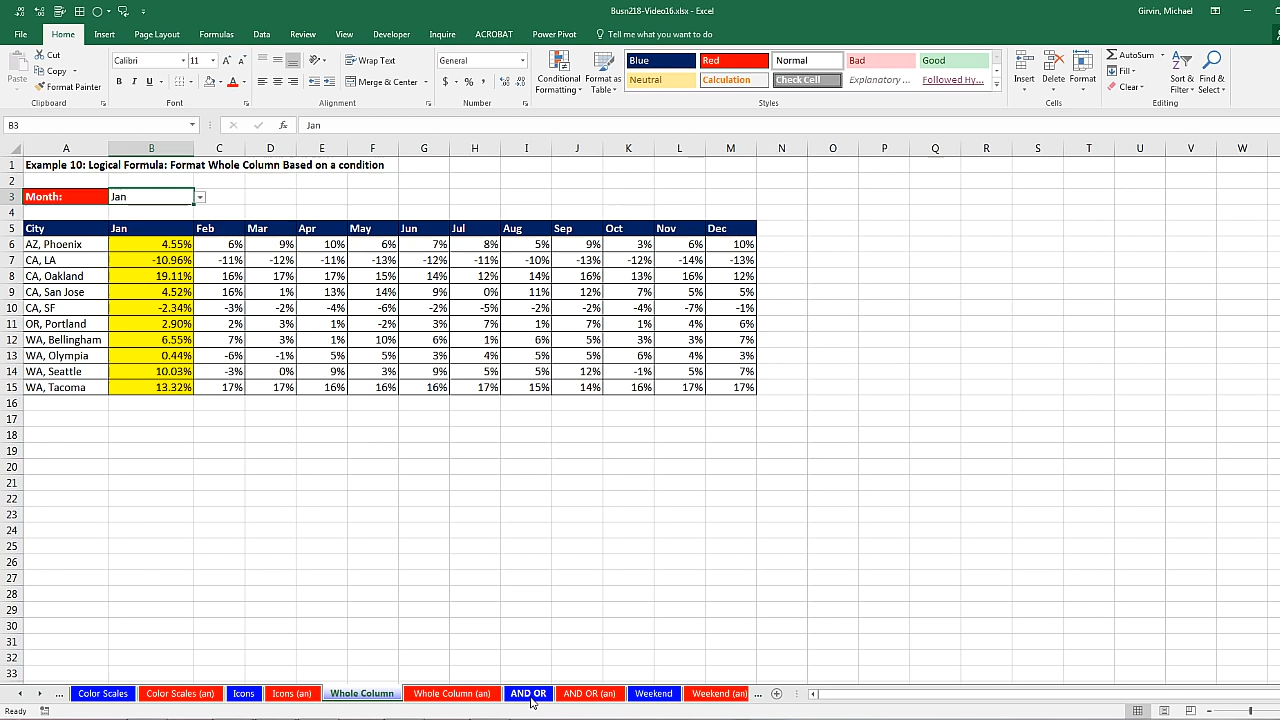 Busn218-Video16.xlsx - Excel
Girvin, Michael
File Home Insert Page Layout Formulas Data Review View Developer Inquire ACROBAT Power Pivot Tell me what you want to do
Paste
Cut
Copy
Format Painter
Clipboard
Calibri 11
B I U
Font
Wrap Text
Merge & Center
Alignment
General
$ % ,
Number
Conditional Formatting
Format as Table
Blue Red Normal Bad Good
Neutral Calculation Check Cell Explanatory ... Followed Hy...
Styles
Insert Delete Format
Cells
AutoSum
Fill
Clear
Sort & Filter
Find & Select
Editing
B3 fx Jan
A B C D E F G H I J K L M N O P Q R S T U V W
1 Example 10: Logical Formula: Format Whole Column Based on a condition
2
3 Month: Jan
4
5 City Jan Feb Mar Apr May Jun Jul Aug Sep Oct Nov Dec
6 AZ, Phoenix 4.55% 6% 9% 10% 6% 7% 8% 5% 9% 3% 6% 10%
7 CA, LA -10.96% -11% -12% -11% -13% -12% -11% -10% -13% -12% -14% -13%
8 CA, Oakland 19.11% 16% 17% 17% 15% 14% 12% 14% 16% 13% 16% 12%
9 CA, San Jose 4.52% 16% 1% 13% 14% 9% 0% 11% 12% 7% 5% 5%
10 CA, SF -2.34% -3% -2% -4% -6% -2% -5% -2% -2% -4% -7% -1%
11 OR, Portland 2.90% 2% 3% 1% -2% 3% 7% 1% 7% 1% 4% 6%
12 WA, Bellingham 6.55% 7% 3% 1% 10% 6% 1% 6% 5% 3% 3% 7%
13 WA, Olympia 0.44% -6% -1% 5% 5% 3% 4% 5% 5% 6% 4% 3%
14 WA, Seattle 10.03% -3% 0% 9% 3% 9% 5% 5% 12% -1% 5% 7%
15 WA, Tacoma 13.32% 17% 17% 16% 16% 16% 17% 15% 14% 16% 17% 17%
16
17
18
19
20
21
22
23
24
25
26
27
28
29
30
31
32
33
... Color Scales Color Scales (an) Icons Icons (an) Whole Column Whole Column (an) AND OR AND OR (an) Weekend Weekend (an) ...
Ready